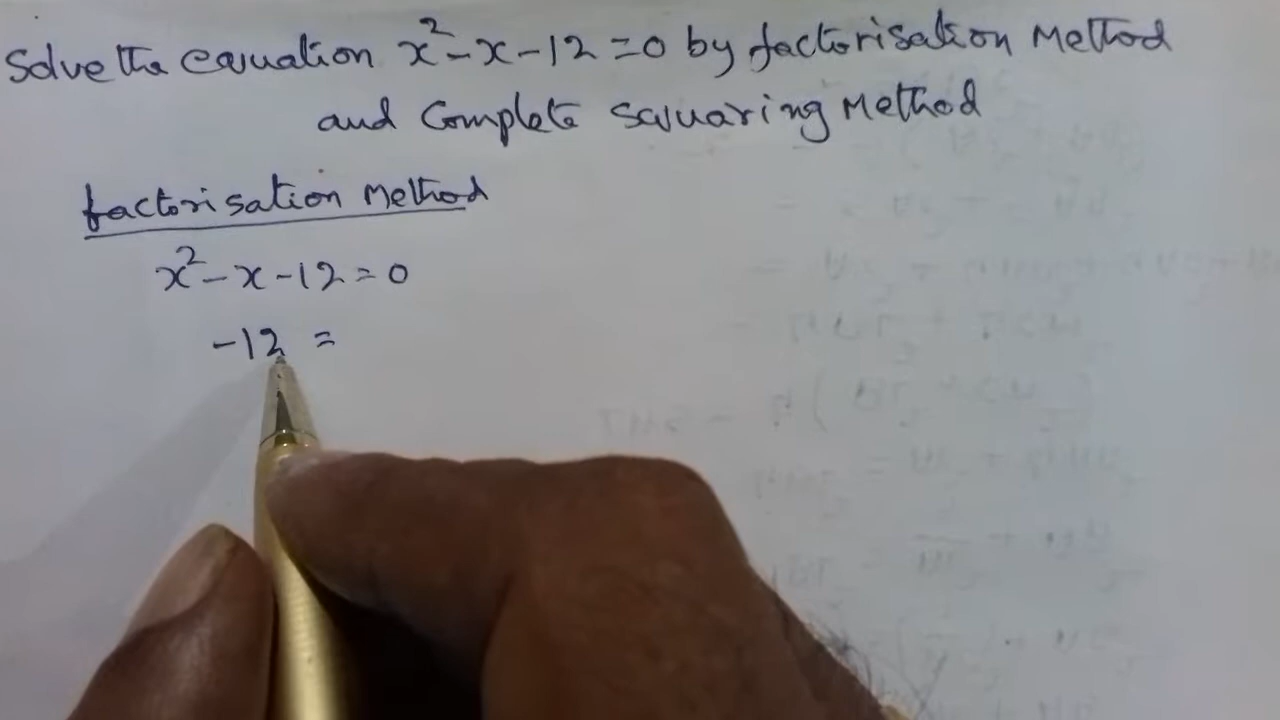 Solve the equation x² - x - 12 = 0 by factorisation Method
and Complete Squaring Method
factorisation Method
x² - x - 12 = 0
- 12 =